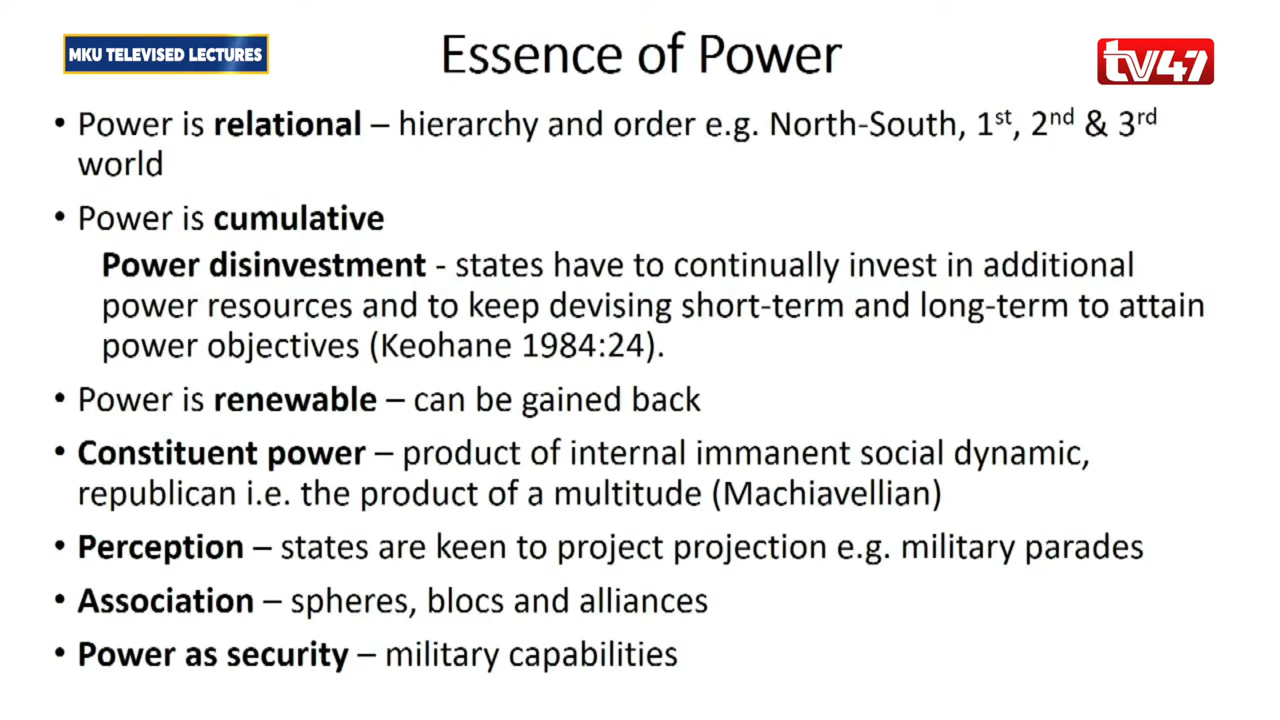 MKU TELEVISED LECTURES
Essence of Power
tv47
• Power is relational – hierarchy and order e.g. North-South, 1st, 2nd & 3rd
world
• Power is cumulative
Power disinvestment - states have to continually invest in additional
power resources and to keep devising short-term and long-term to attain
power objectives (Keohane 1984:24).
• Power is renewable – can be gained back
• Constituent power – product of internal immanent social dynamic,
republican i.e. the product of a multitude (Machiavellian)
• Perception – states are keen to project projection e.g. military parades
• Association – spheres, blocs and alliances
• Power as security – military capabilities